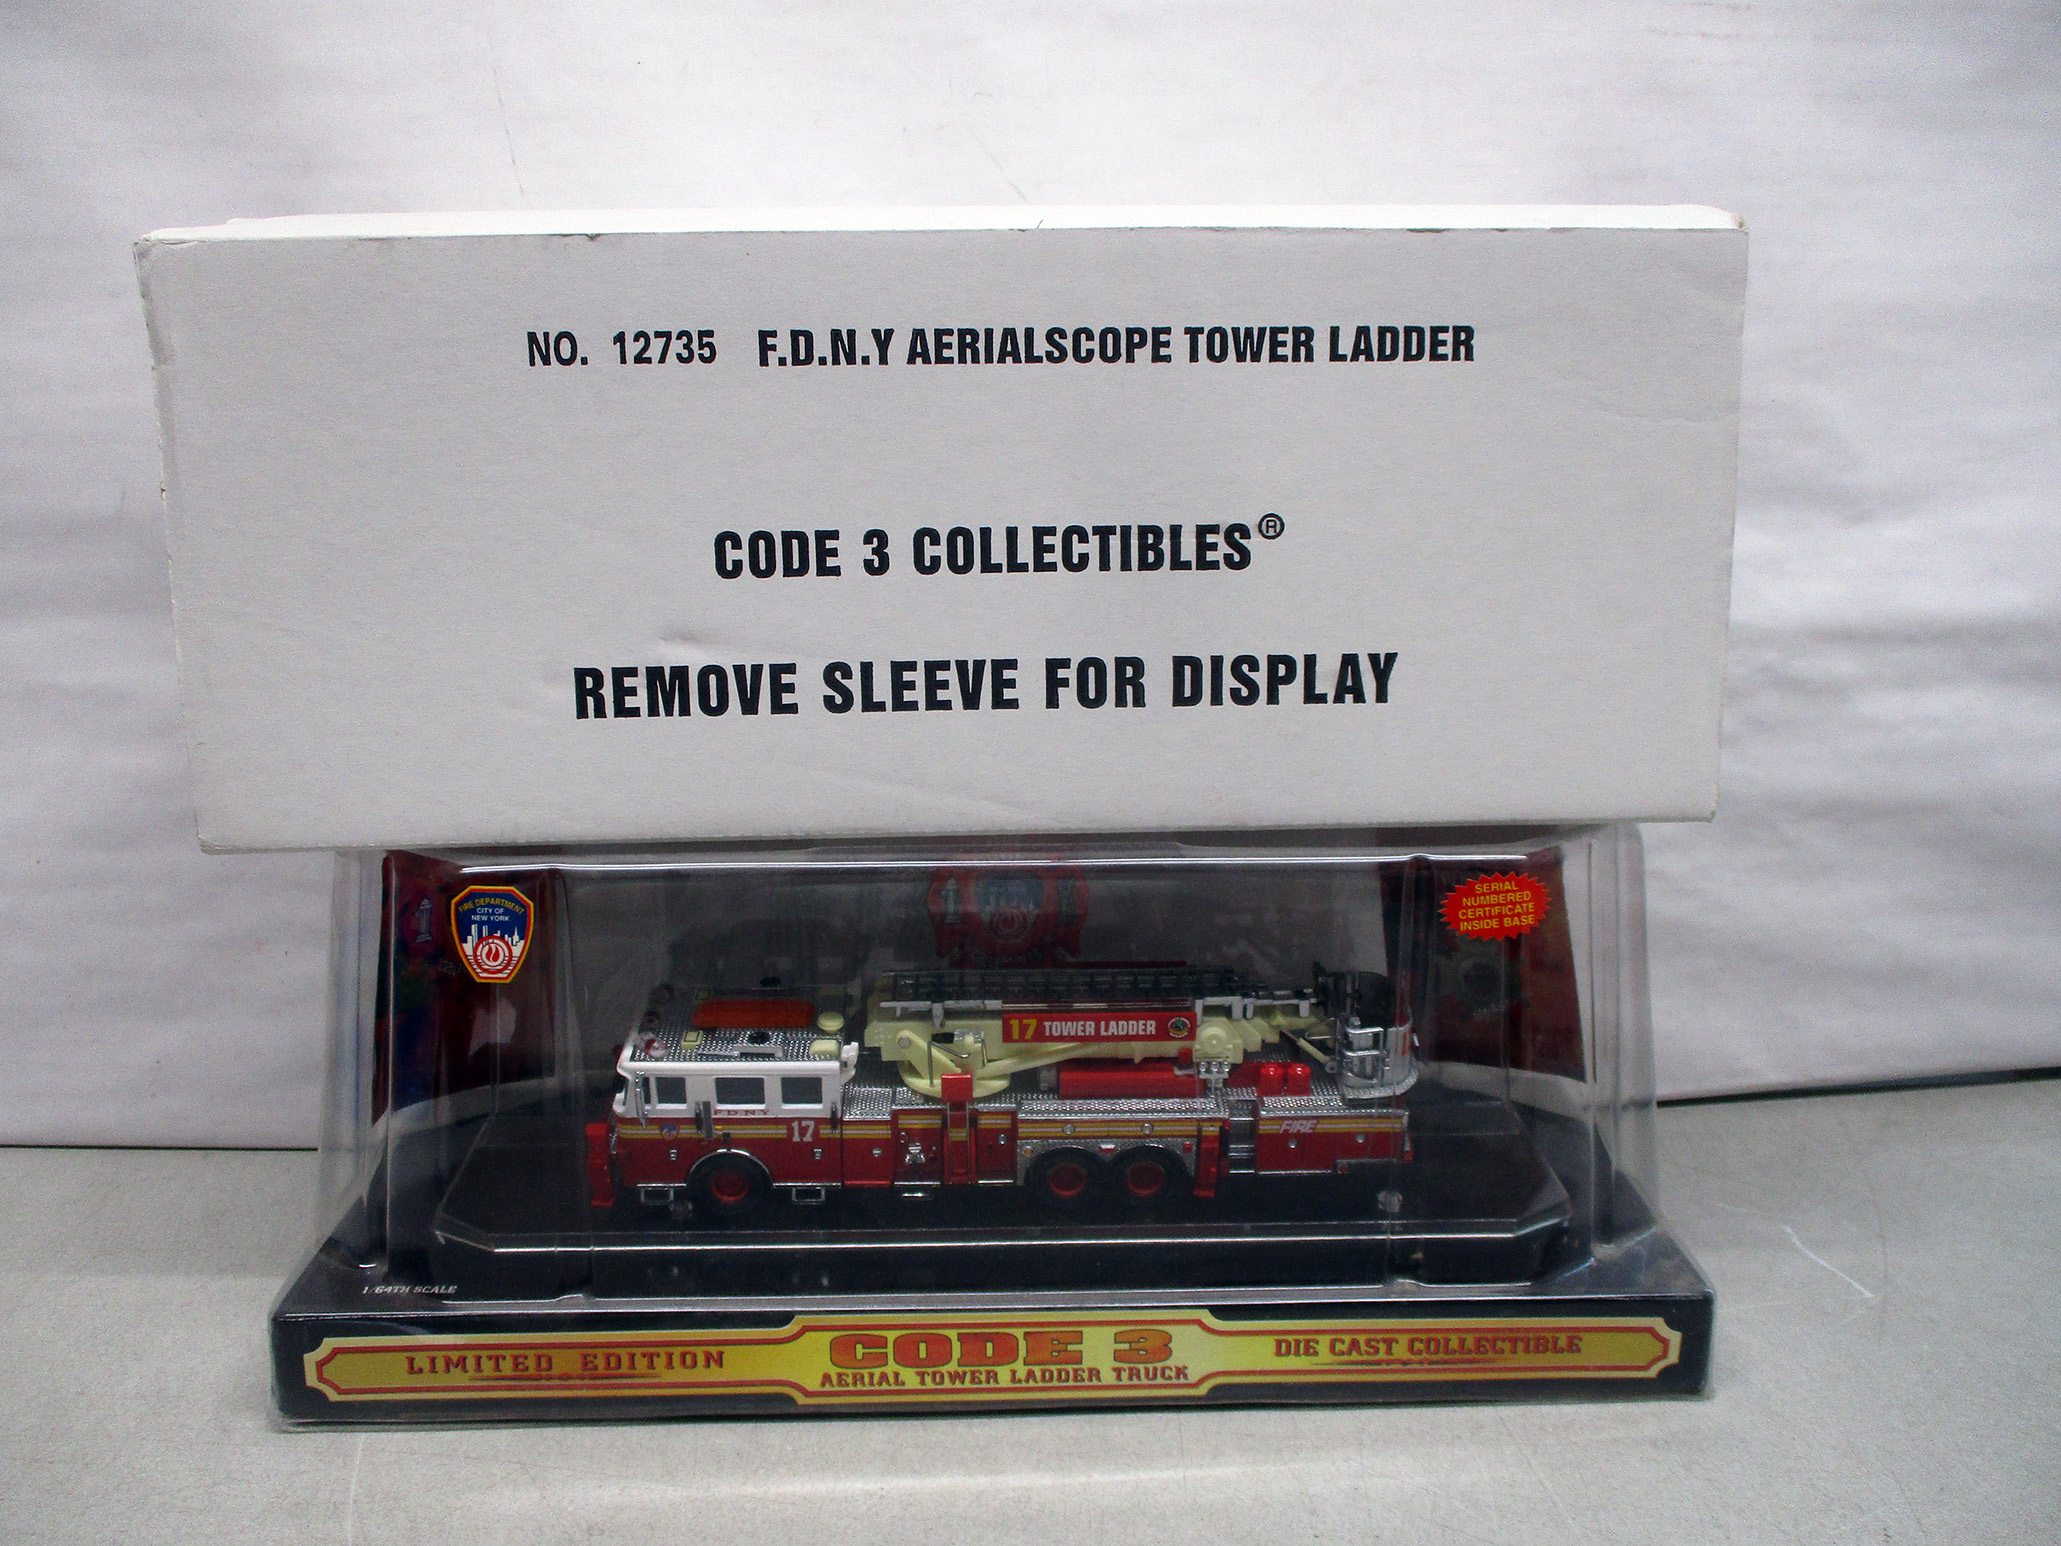 NO. 12735 F.D.N.Y AERIALSCOPE TOWER LADDER
CODE 3 COLLECTIBLES®
REMOVE SLEEVE FOR DISPLAY
FIRE DEPARTMENT
CITY OF
NEW YORK
SERIAL
NUMBERED
CERTIFICATE
INSIDE BASE
17 TOWER LADDER
F.D.N.Y.
17
FIRE
1/64TH SCALE
LIMITED EDITION
CODE 3
AERIAL TOWER LADDER TRUCK
DIE CAST COLLECTIBLE